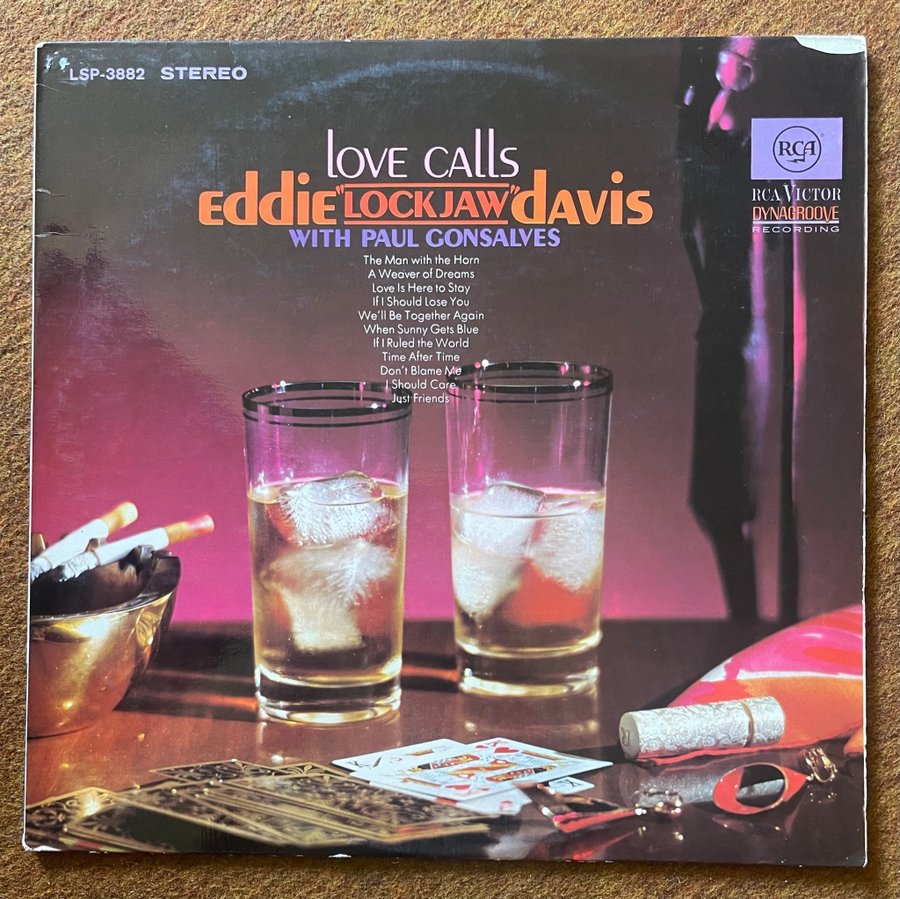 LSP-3882 STEREO
love calls
eddie "LOCKJAW" davis
WITH PAUL GONSALVES
The Man with the Horn
A Weaver of Dreams
Love Is Here to Stay
If I Should Lose You
We'll Be Together Again
When Sunny Gets Blue
If I Ruled the World
Time After Time
Don't Blame Me
I Should Care
Just Friends
RCA
RCA VICTOR
DYNAGROOVE
RECORDING
K